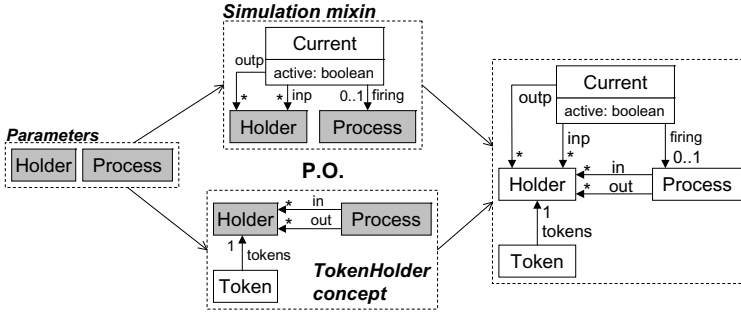 Simulation mixin
Current
active: boolean
outp
inp
0..1
firing
*
*
Holder
Process
Parameters
Holder
Process
P.O.
Holder
Process
*
in
*
out
1
tokens
Token
TokenHolder
concept
Current
active: boolean
outp
inp
firing
*
*
0..1
Holder
Process
*
in
*
out
1
tokens
Token